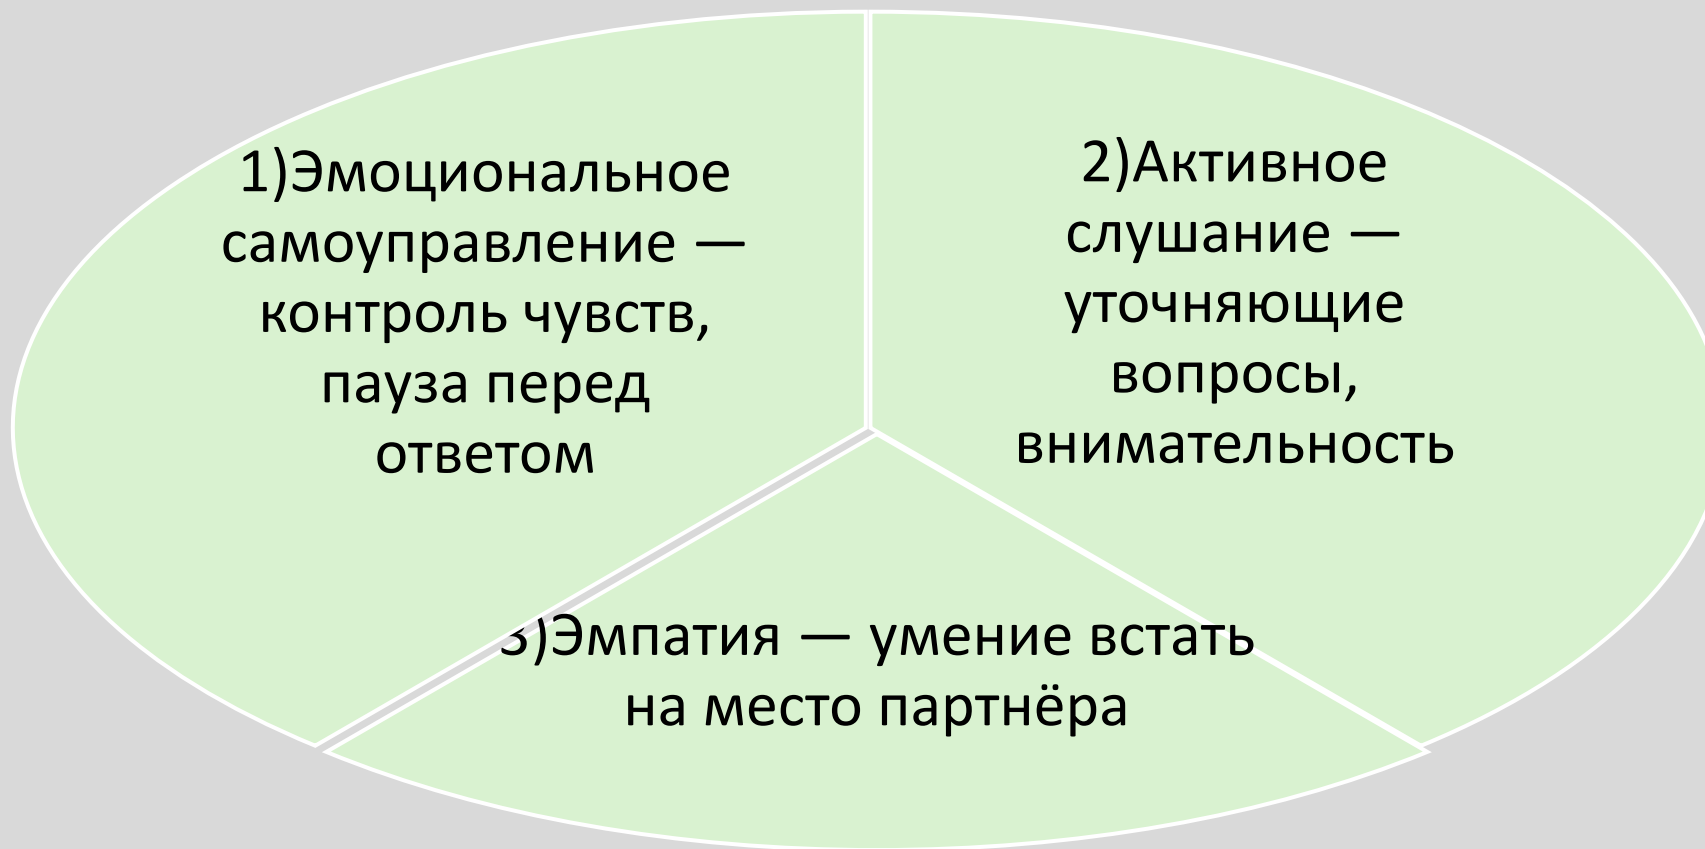 1)Эмоциональное
самоуправление —
контроль чувств,
пауза перед
ответом
2)Активное
слушание —
уточняющие
вопросы,
внимательность
3)Эмпатия — умение встать
на место партнёра